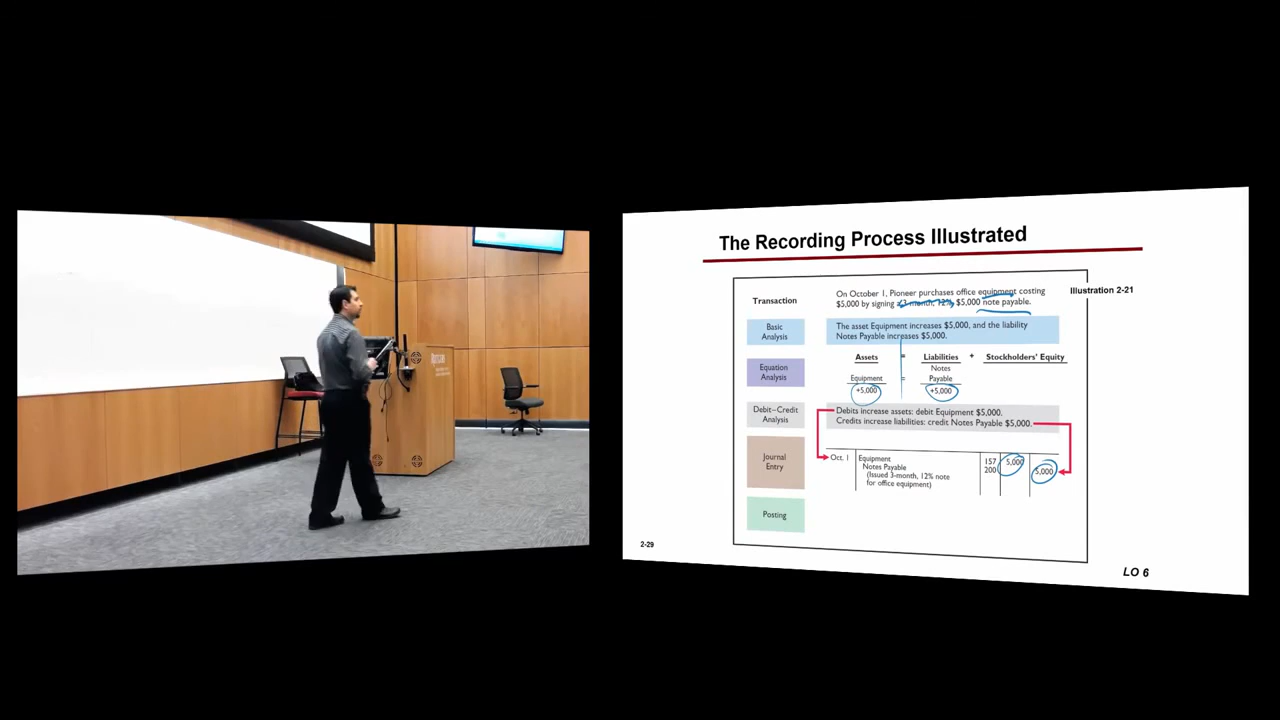 The Recording Process Illustrated
Illustration 2-21
Transaction
On October 1, Pioneer purchases office equipment costing
$5,000 by signing a 3-month, 12%, $5,000 note payable.
Basic
Analysis
The asset Equipment increases $5,000, and the liability
Notes Payable increases $5,000.
Equation
Analysis
Assets = Liabilities + Stockholders' Equity
Notes
Equipment = Payable
+5,000 +5,000
Debit–Credit
Analysis
Debits increase assets: debit Equipment $5,000.
Credits increase liabilities: credit Notes Payable $5,000.
Journal
Entry
Oct. 1 Equipment 157 5,000
Notes Payable 200 5,000
(Issued 3-month, 12% note
for office equipment)
Posting
2-29
LO 6